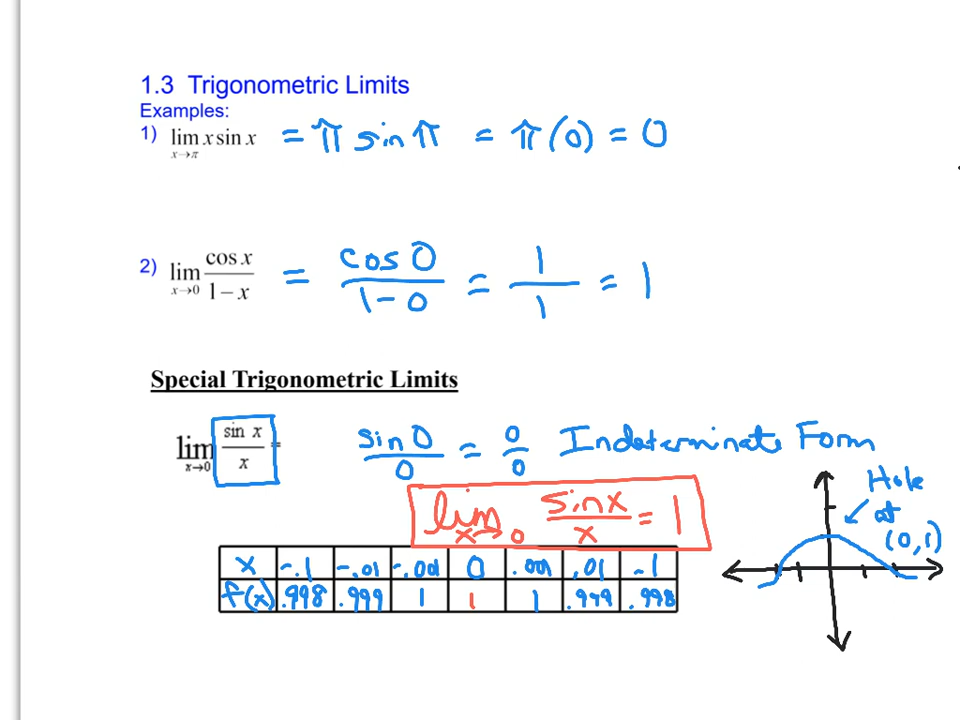 1.3 Trigonometric Limits
Examples:
1) lim x→π x sin x = π sin π = π(0) = 0
2) lim x→0 cos x / 1 − x = cos 0 / 1 − 0 = 1 / 1 = 1
Special Trigonometric Limits
lim x→0 sin x / x = sin 0 / 0 = 0 / 0 Indeterminate Form
lim x→0 sin x / x = 1
Hole
at
(0,1)
x -.1 -.01 -.001 0 .001 .01 .1
f(x) .998 .999 1 1 1 .999 .998